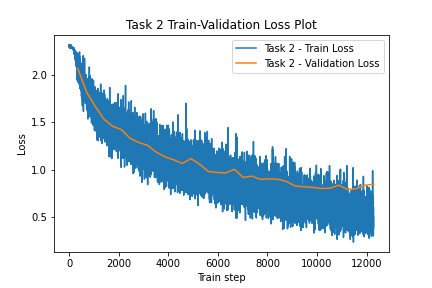 Task 2 Train-Validation Loss Plot
Task 2 - Train Loss
Task 2 - Validation Loss
2.0
1.5
1.0
0.5
Loss
0 2000 4000 6000 8000 10000 12000
Train step